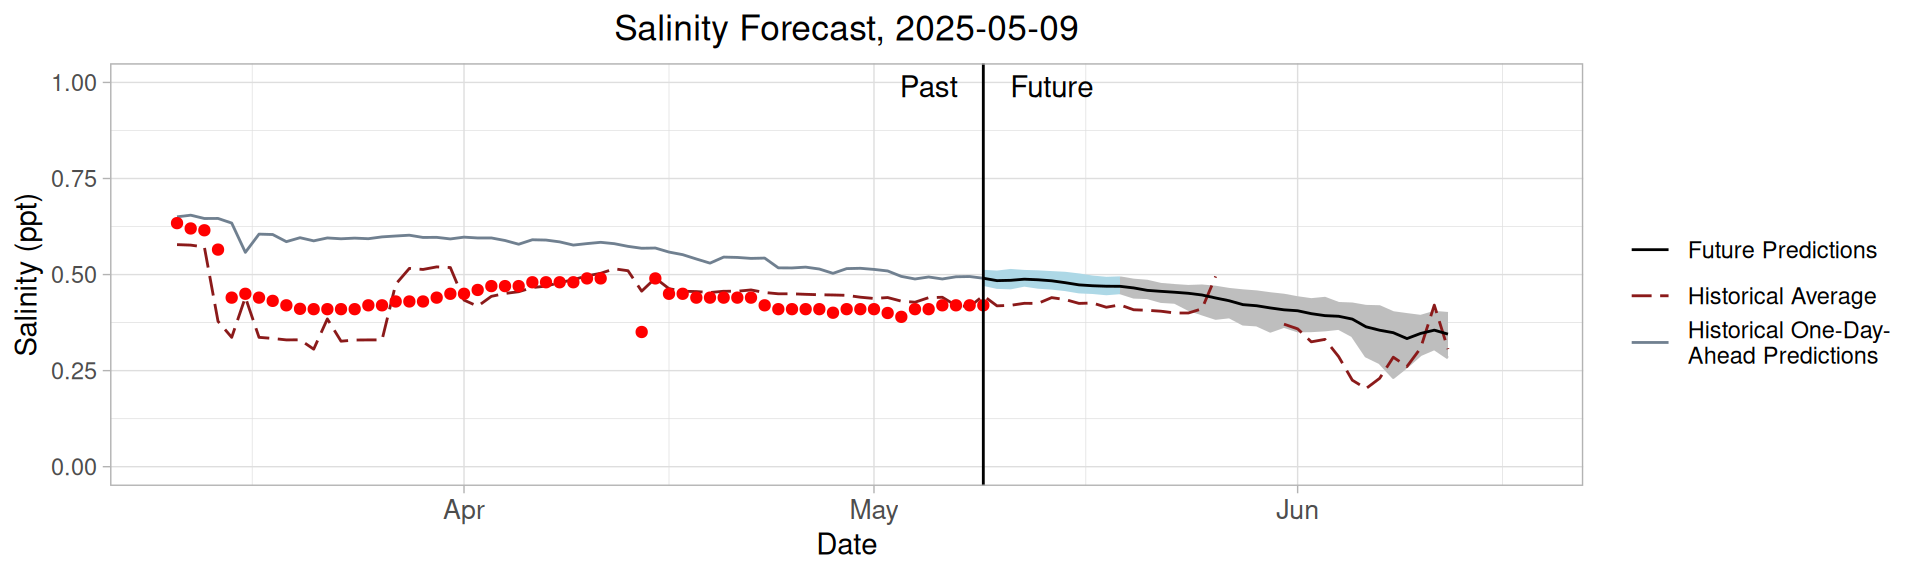 Salinity Forecast, 2025-05-09
Past
Future
1.00
0.75
0.50
0.25
0.00
Salinity (ppt)
Apr
May
Jun
Date
Future Predictions
Historical Average
Historical One-Day-
Ahead Predictions